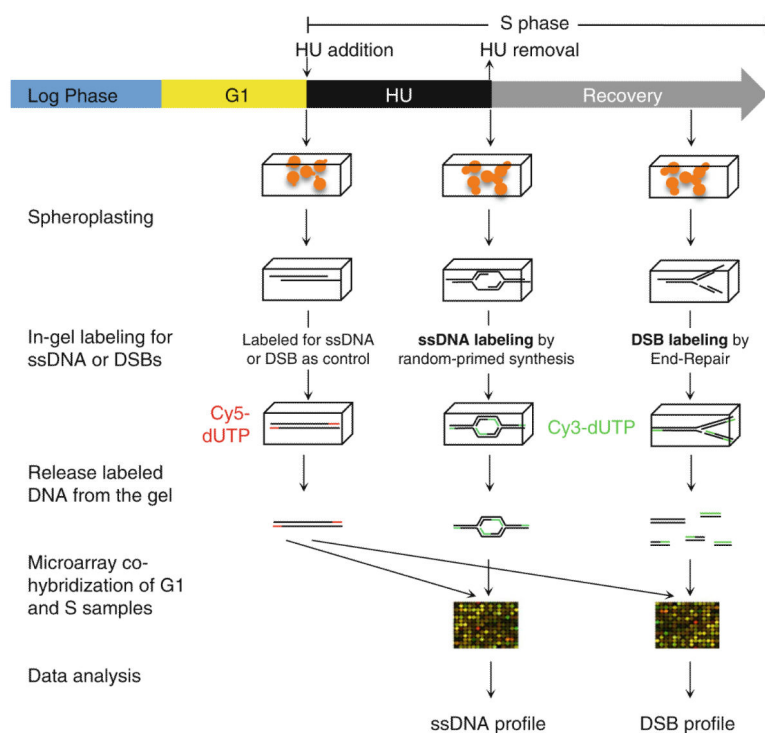 S phase
HU addition
HU removal
Log Phase
G1
HU
Recovery
Spheroplasting
In-gel labeling for
ssDNA or DSBs
Labeled for ssDNA
or DSB as control
ssDNA labeling by
random-primed synthesis
DSB labeling by
End-Repair
Cy5-
dUTP
Cy3-dUTP
Release labeled
DNA from the gel
Microarray co-
hybridization of G1
and S samples
Data analysis
ssDNA profile
DSB profile